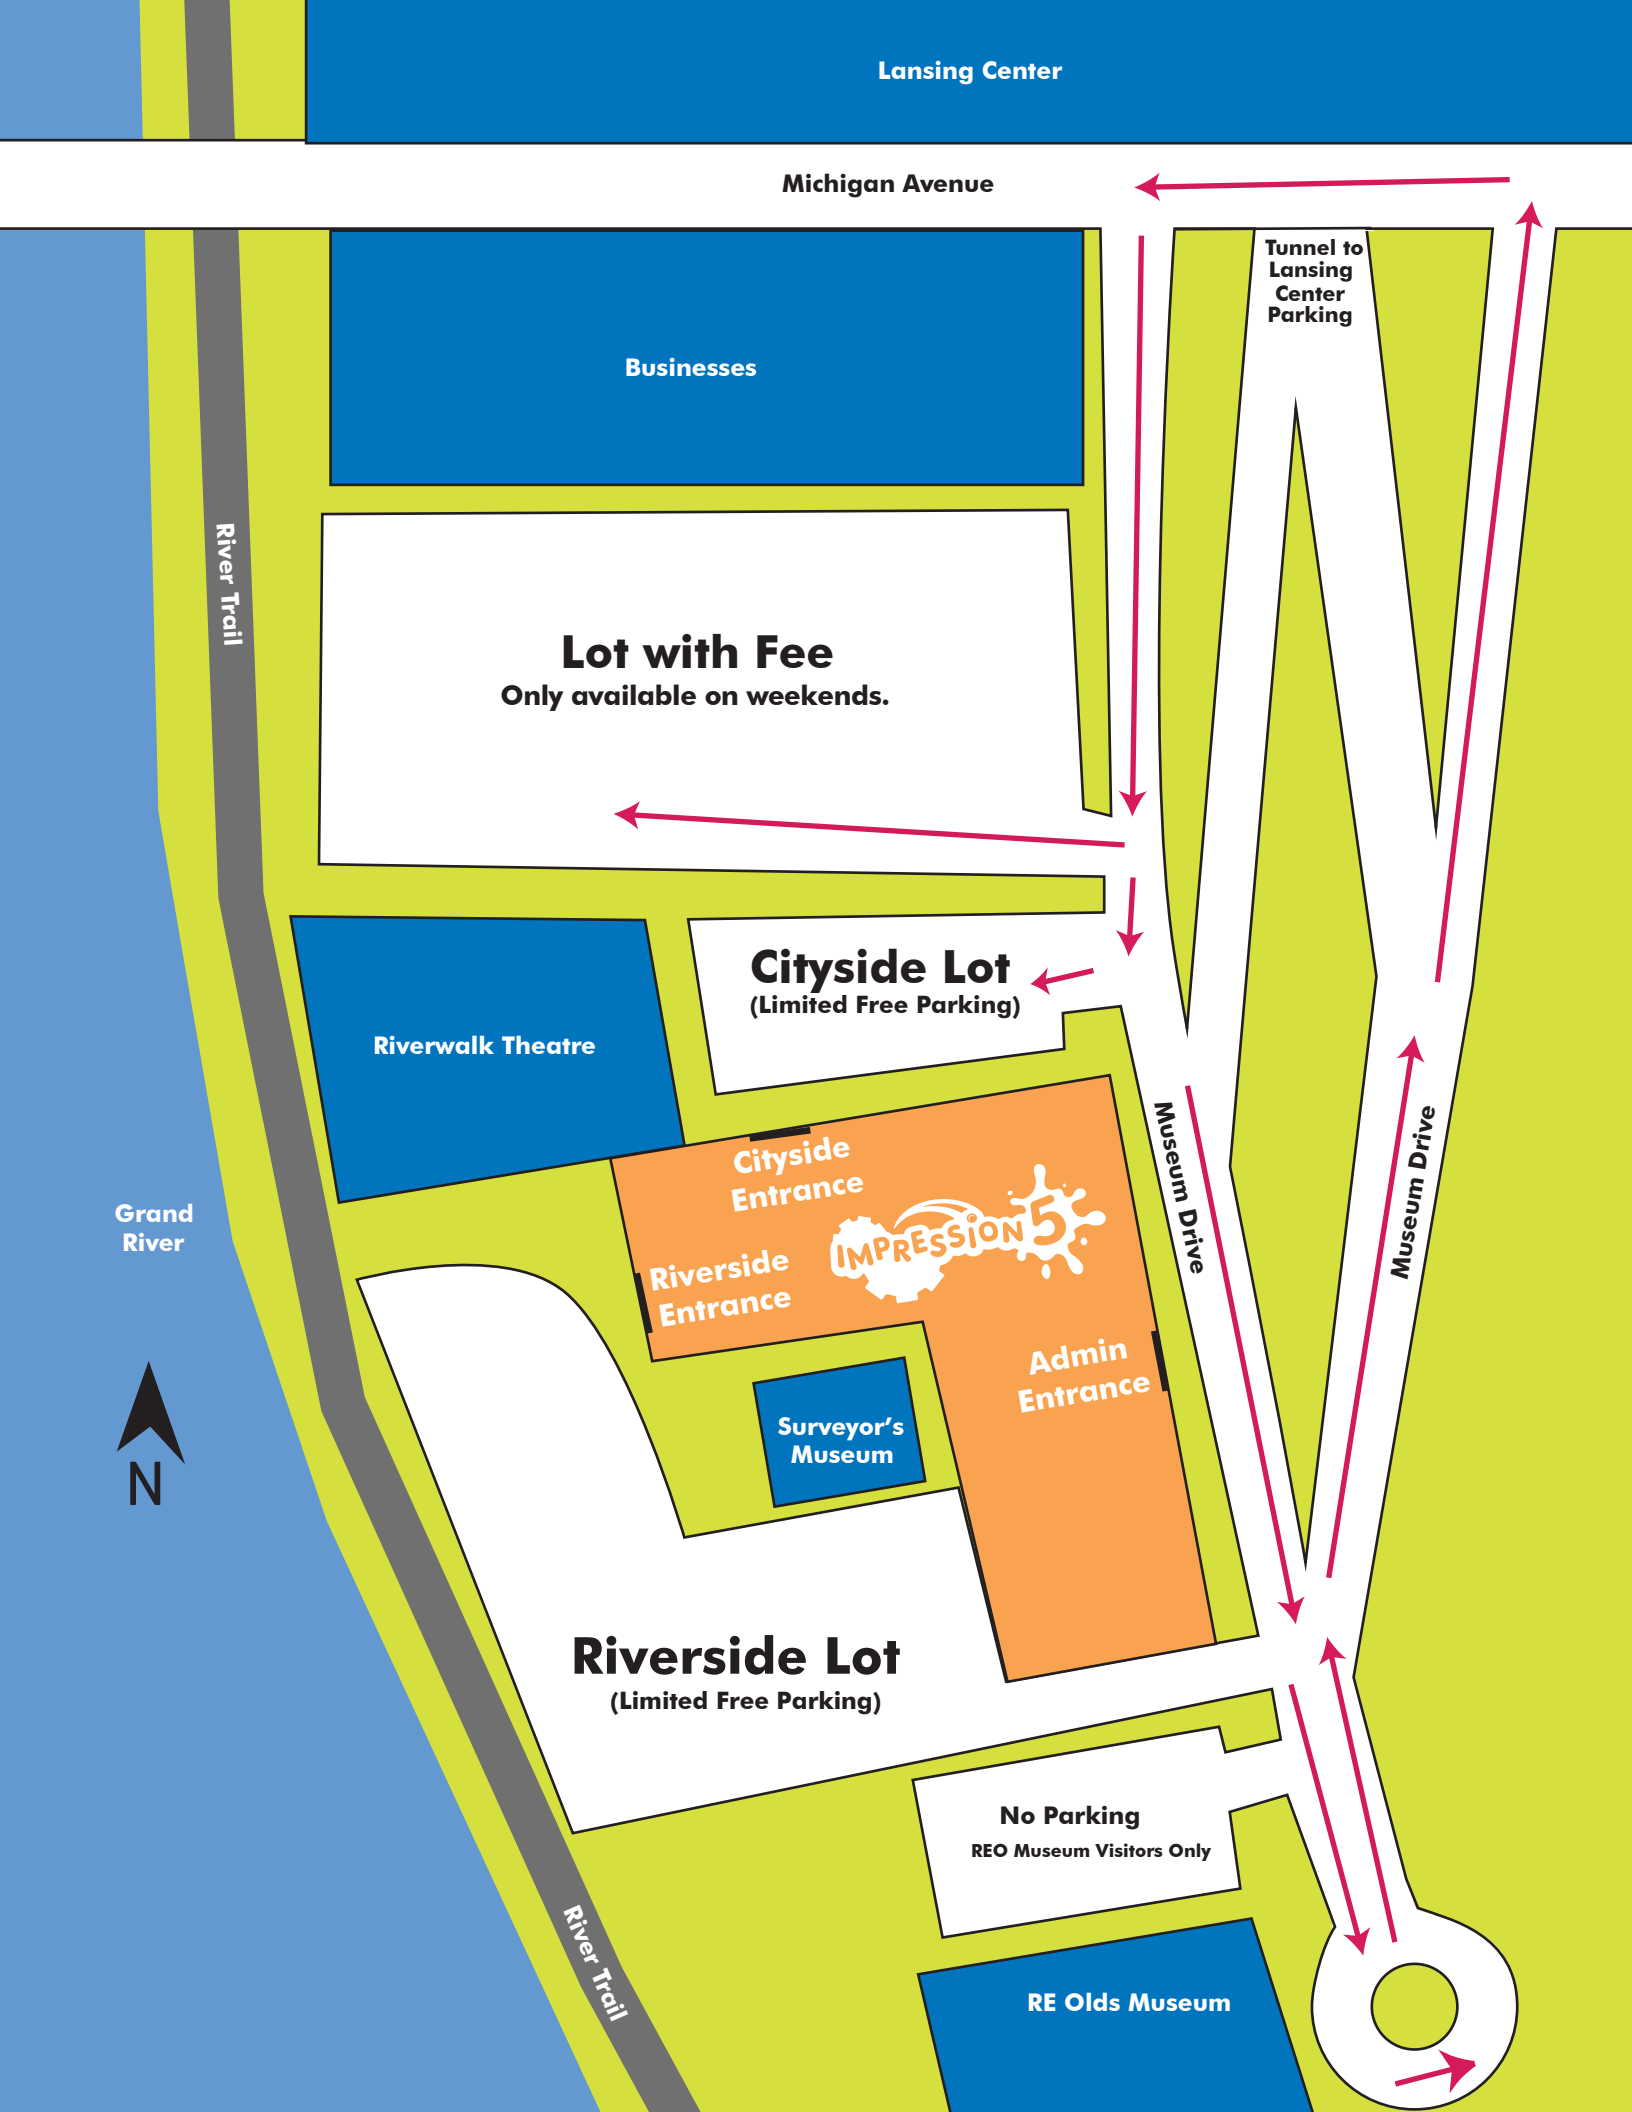 Lansing Center
Michigan Avenue
Tunnel to
Lansing
Center
Parking
Businesses
River Trail
Lot with Fee
Only available on weekends.
Cityside Lot
(Limited Free Parking)
Riverwalk Theatre
Museum Drive
Museum Drive
Cityside
Entrance
IMPRESSION 5
Grand
River
Riverside
Entrance
Admin
Entrance
Surveyor’s
Museum
N
Riverside Lot
(Limited Free Parking)
No Parking
REO Museum Visitors Only
River Trail
RE Olds Museum